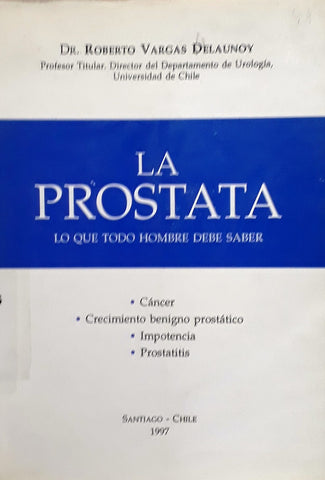 DR. ROBERTO VARGAS DELAUNOY
Profesor Titular. Director del Departamento de Urología,
Universidad de Chile
LA
PROSTATA
LO QUE TODO HOMBRE DEBE SABER
• Cáncer
• Crecimiento benigno prostático
• Impotencia
• Prostatitis
SANTIAGO - CHILE
1997